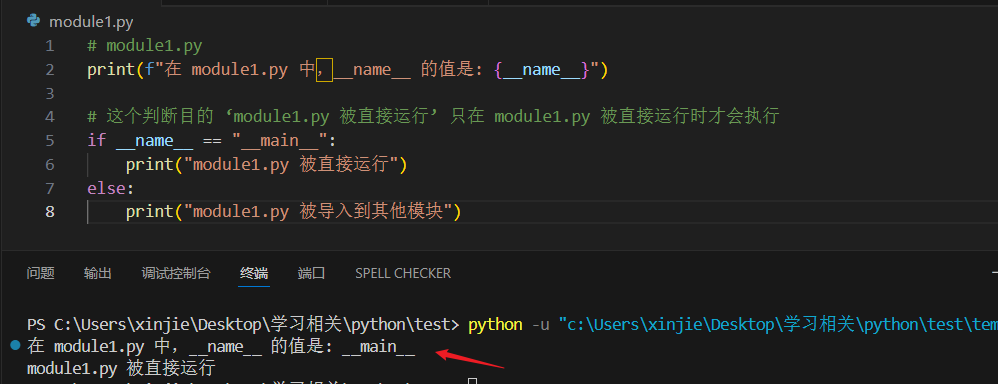 module1.py
1 # module1.py
2 print(f"在 module1.py 中，__name__ 的值是: {__name__}")
3
4 # 这个判断目的‘module1.py 被直接运行’只在 module1.py 被直接运行时才会执行
5 if __name__ == "__main__":
6 print("module1.py 被直接运行")
7 else:
8 print("module1.py 被导入到其他模块")
问题 输出 调试控制台 终端 端口 SPELL CHECKER
PS C:\Users\xinjie\Desktop\学习相关\python\test> python -u "c:\Users\xinjie\Desktop\学习相关\python\test\tem
在 module1.py 中，__name__ 的值是: __main__
module1.py 被直接运行